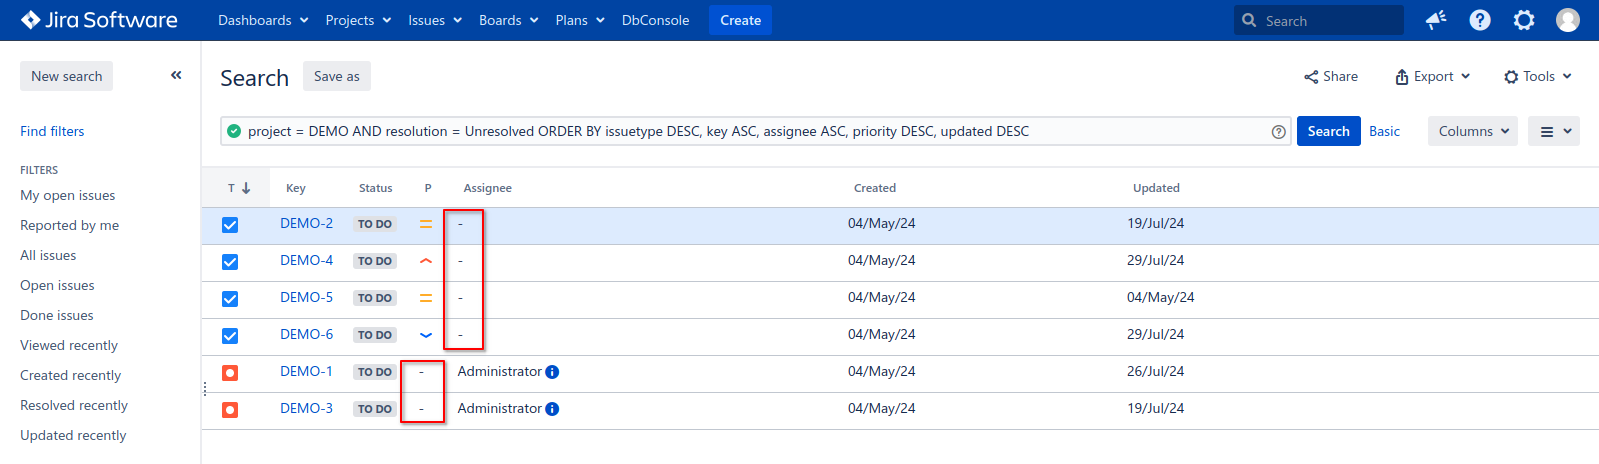 Jira Software Dashboards Projects Issues Boards Plans DbConsole Create Search
New search
Find filters
FILTERS
My open issues
Reported by me
All issues
Open issues
Done issues
Viewed recently
Created recently
Resolved recently
Updated recently
Search Save as Share Export Tools
project = DEMO AND resolution = Unresolved ORDER BY issuetype DESC, key ASC, assignee ASC, priority DESC, updated DESC Search Basic Columns
T Key Status P Assignee Created Updated
DEMO-2 TO DO - 04/May/24 19/Jul/24
DEMO-4 TO DO - 04/May/24 29/Jul/24
DEMO-5 TO DO - 04/May/24 04/May/24
DEMO-6 TO DO - 04/May/24 29/Jul/24
DEMO-1 TO DO - Administrator 04/May/24 26/Jul/24
DEMO-3 TO DO - Administrator 04/May/24 19/Jul/24